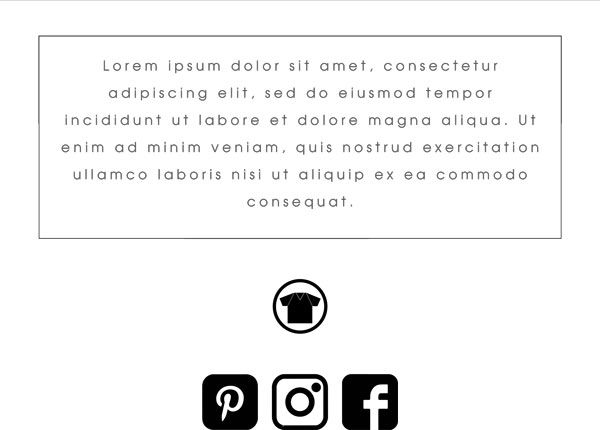 Lorem ipsum dolor sit amet, consectetur
adipiscing elit, sed do eiusmod tempor
incididunt ut labore et dolore magna aliqua. Ut
enim ad minim veniam, quis nostrud exercitation
ullamco laboris nisi ut aliquip ex ea commodo
consequat.